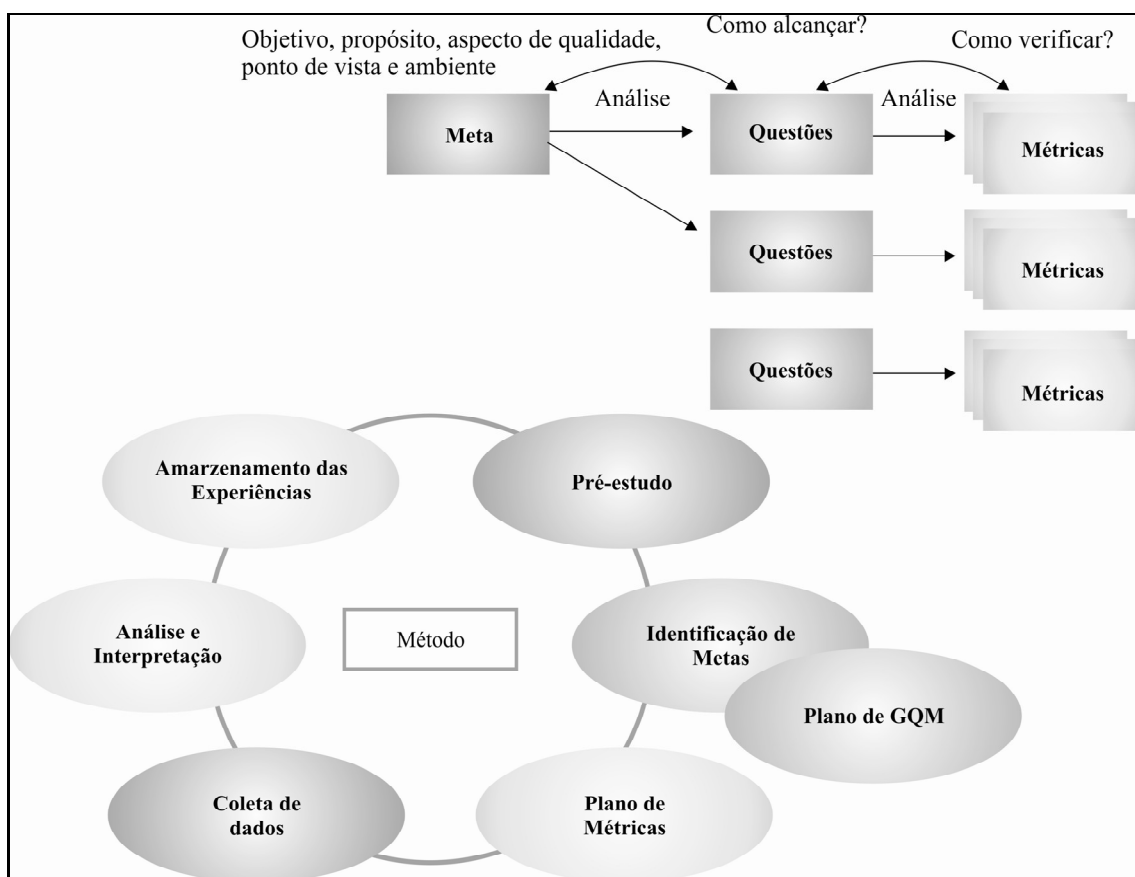 Objetivo, propósito, aspecto de qualidade,
ponto de vista e ambiente
Como alcançar?
Como verificar?
Análise
Análise
Meta
Questões
Métricas
Questões
Métricas
Questões
Métricas
Amarzenamento das
Experiências
Pré-estudo
Análise e
Interpretação
Método
Identificação de
Mctas
Plano de GQM
Coleta de
dados
Plano de
Métricas